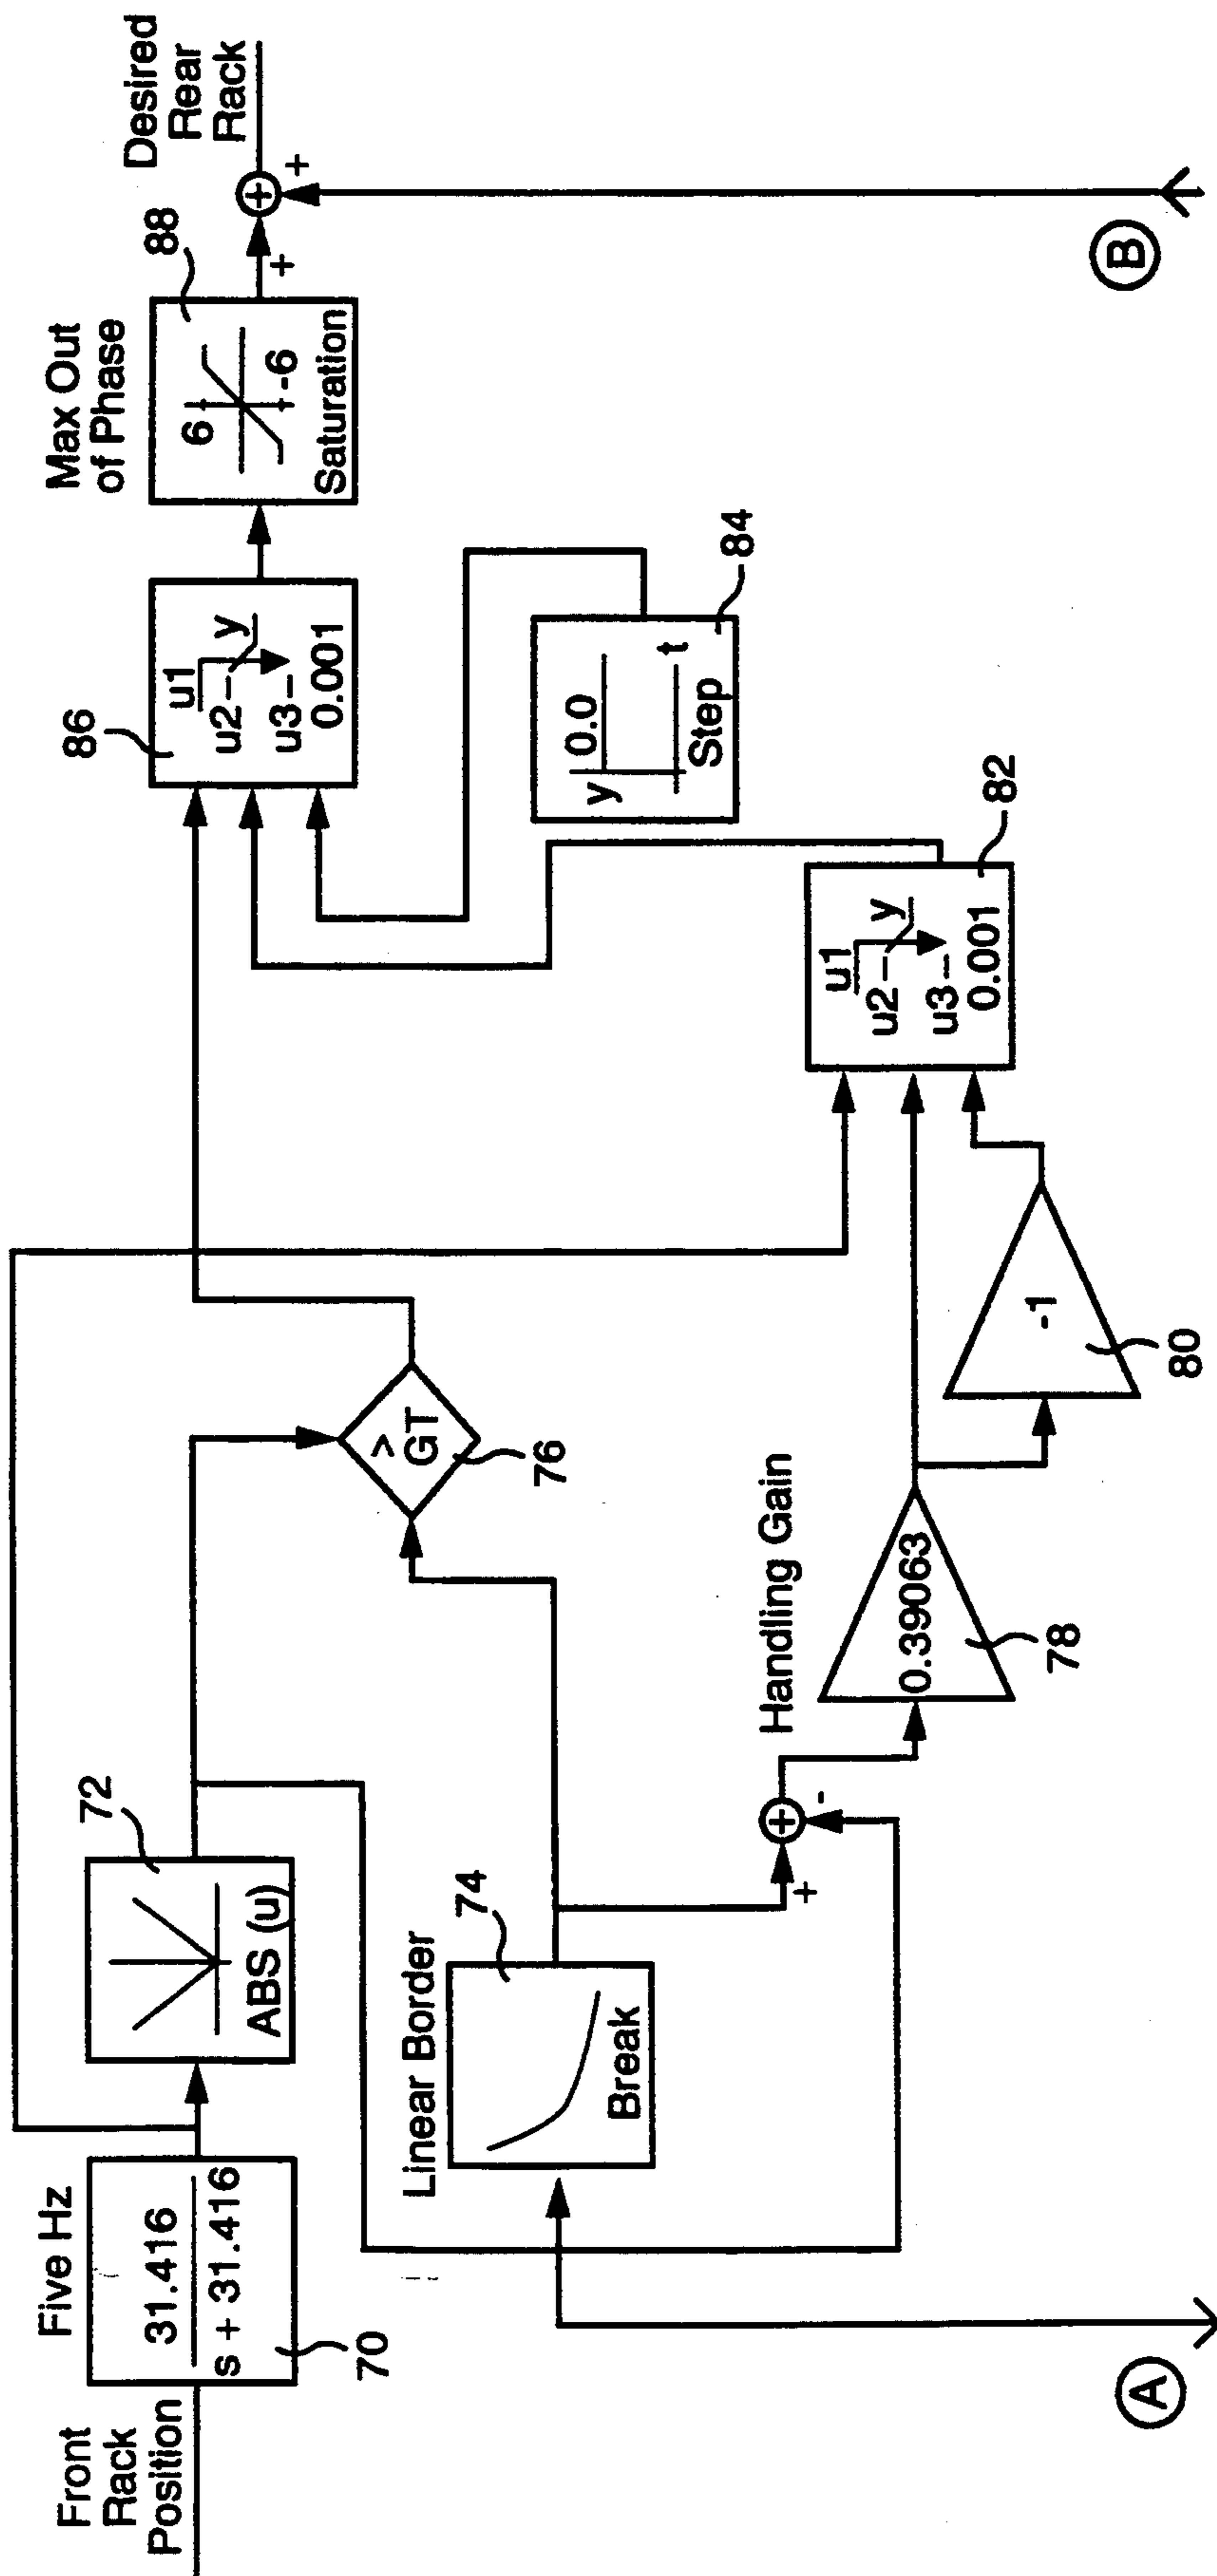 Front
Rack
Position
Five Hz
31.416
s + 31.416
70
72
ABS (u)
Linear Border
74
Break
>
GT
76
+
+
-
Handling Gain
0.39063
78
-1
80
u1
u2
y
u3
0.001
82
y
0.0
t
Step
84
86
u1
u2
y
u3
0.001
Max Out
of Phase
88
6
-6
Saturation
+
+
+
Desired
Rear
Rack
A
B